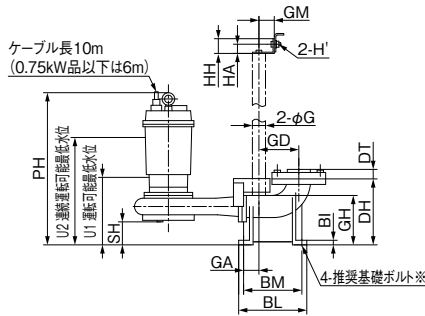 GM
ケーブル長10m
(0.75kW品以下は6m)
2-H'
HH
HA
2-φG
GD
DT
PH
U2 連続運転可能最低水位
U1 運転可能最低水位
SH
BI
GH
DH
GA
BM
BL
4-推奨基礎ボルト※